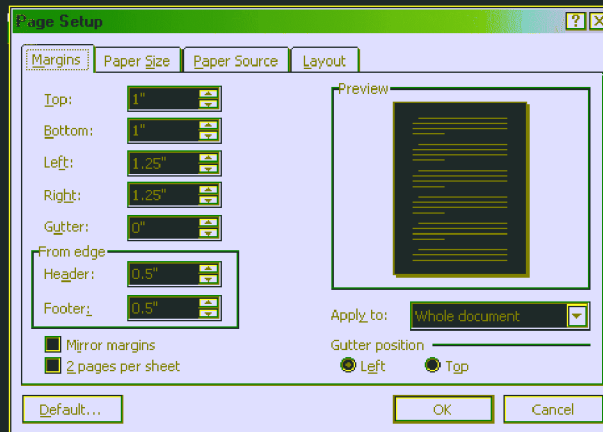 Page Setup
Margins Paper Size Paper Source Layout
Top: 1"
Bottom: 1"
Left: 1.25"
Right: 1.25"
Gutter: 0"
From edge
Header: 0.5"
Footer: 0.5"
Mirror margins
2 pages per sheet
Preview
Apply to: Whole document
Gutter position
Left Top
Default... OK Cancel